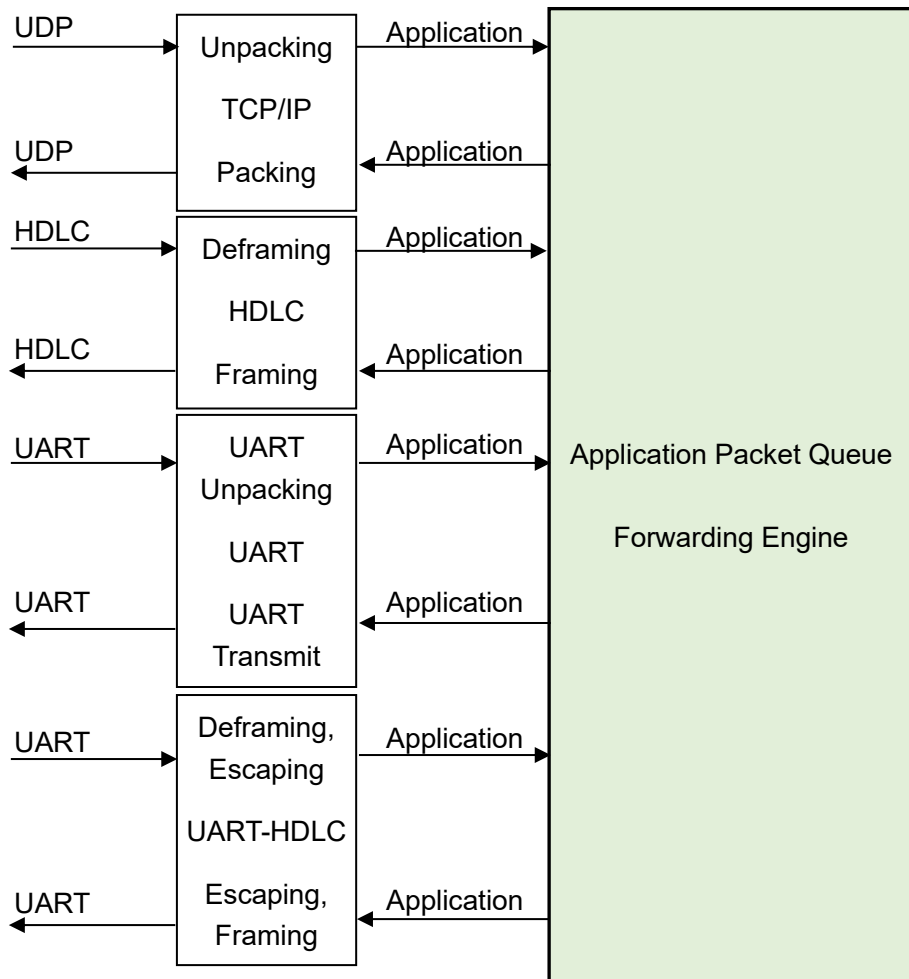 UDP
Unpacking
Application
TCP/IP
UDP
Packing
Application
HDLC
Deframing
Application
HDLC
HDLC
Framing
Application
UART
UART
Unpacking
Application
UART
UART
UART
Transmit
Application
UART
Deframing,
Escaping
Application
UART-HDLC
UART
Escaping,
Framing
Application
Application Packet Queue
Forwarding Engine